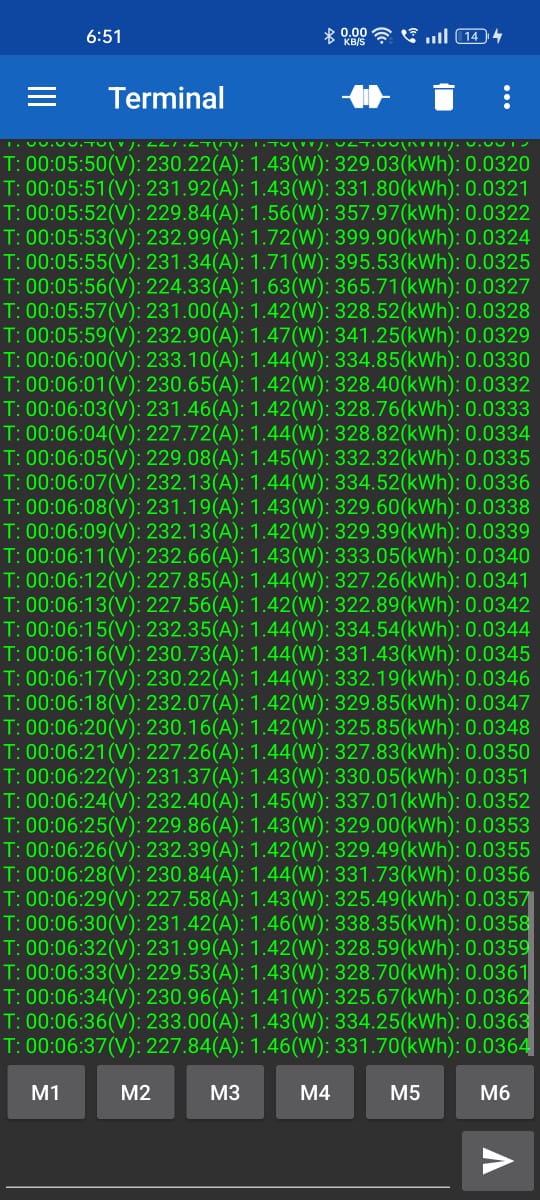 6:51
0.00 KB/S
14
Terminal
T: 00:05:50(V): 230.22(A): 1.43(W): 329.03(kWh): 0.0320
T: 00:05:51(V): 231.92(A): 1.43(W): 331.80(kWh): 0.0321
T: 00:05:52(V): 229.84(A): 1.56(W): 357.97(kWh): 0.0322
T: 00:05:53(V): 232.99(A): 1.72(W): 399.90(kWh): 0.0324
T: 00:05:55(V): 231.34(A): 1.71(W): 395.53(kWh): 0.0325
T: 00:05:56(V): 224.33(A): 1.63(W): 365.71(kWh): 0.0327
T: 00:05:57(V): 231.00(A): 1.42(W): 328.52(kWh): 0.0328
T: 00:05:59(V): 232.90(A): 1.47(W): 341.25(kWh): 0.0329
T: 00:06:00(V): 233.10(A): 1.44(W): 334.85(kWh): 0.0330
T: 00:06:01(V): 230.65(A): 1.42(W): 328.40(kWh): 0.0332
T: 00:06:03(V): 231.46(A): 1.42(W): 328.76(kWh): 0.0333
T: 00:06:04(V): 227.72(A): 1.44(W): 328.82(kWh): 0.0334
T: 00:06:05(V): 229.08(A): 1.45(W): 332.32(kWh): 0.0335
T: 00:06:07(V): 232.13(A): 1.44(W): 334.52(kWh): 0.0336
T: 00:06:08(V): 231.19(A): 1.43(W): 329.60(kWh): 0.0338
T: 00:06:09(V): 232.13(A): 1.42(W): 329.39(kWh): 0.0339
T: 00:06:11(V): 232.66(A): 1.43(W): 333.05(kWh): 0.0340
T: 00:06:12(V): 227.85(A): 1.44(W): 327.26(kWh): 0.0341
T: 00:06:13(V): 227.56(A): 1.42(W): 322.89(kWh): 0.0342
T: 00:06:15(V): 232.35(A): 1.44(W): 334.54(kWh): 0.0344
T: 00:06:16(V): 230.73(A): 1.44(W): 331.43(kWh): 0.0345
T: 00:06:17(V): 230.22(A): 1.44(W): 332.19(kWh): 0.0346
T: 00:06:18(V): 232.07(A): 1.42(W): 329.85(kWh): 0.0347
T: 00:06:20(V): 230.16(A): 1.42(W): 325.85(kWh): 0.0348
T: 00:06:21(V): 227.26(A): 1.44(W): 327.83(kWh): 0.0350
T: 00:06:22(V): 231.37(A): 1.43(W): 330.05(kWh): 0.0351
T: 00:06:24(V): 232.40(A): 1.45(W): 337.01(kWh): 0.0352
T: 00:06:25(V): 229.86(A): 1.43(W): 329.00(kWh): 0.0353
T: 00:06:26(V): 232.39(A): 1.42(W): 329.49(kWh): 0.0355
T: 00:06:28(V): 230.84(A): 1.44(W): 331.73(kWh): 0.0356
T: 00:06:29(V): 227.58(A): 1.43(W): 325.49(kWh): 0.0357
T: 00:06:30(V): 231.42(A): 1.46(W): 338.35(kWh): 0.0358
T: 00:06:32(V): 231.99(A): 1.42(W): 328.59(kWh): 0.0359
T: 00:06:33(V): 229.53(A): 1.43(W): 328.70(kWh): 0.0361
T: 00:06:34(V): 230.96(A): 1.41(W): 325.67(kWh): 0.0362
T: 00:06:36(V): 233.00(A): 1.43(W): 334.25(kWh): 0.0363
T: 00:06:37(V): 227.84(A): 1.46(W): 331.70(kWh): 0.0364
M1 M2 M3 M4 M5 M6